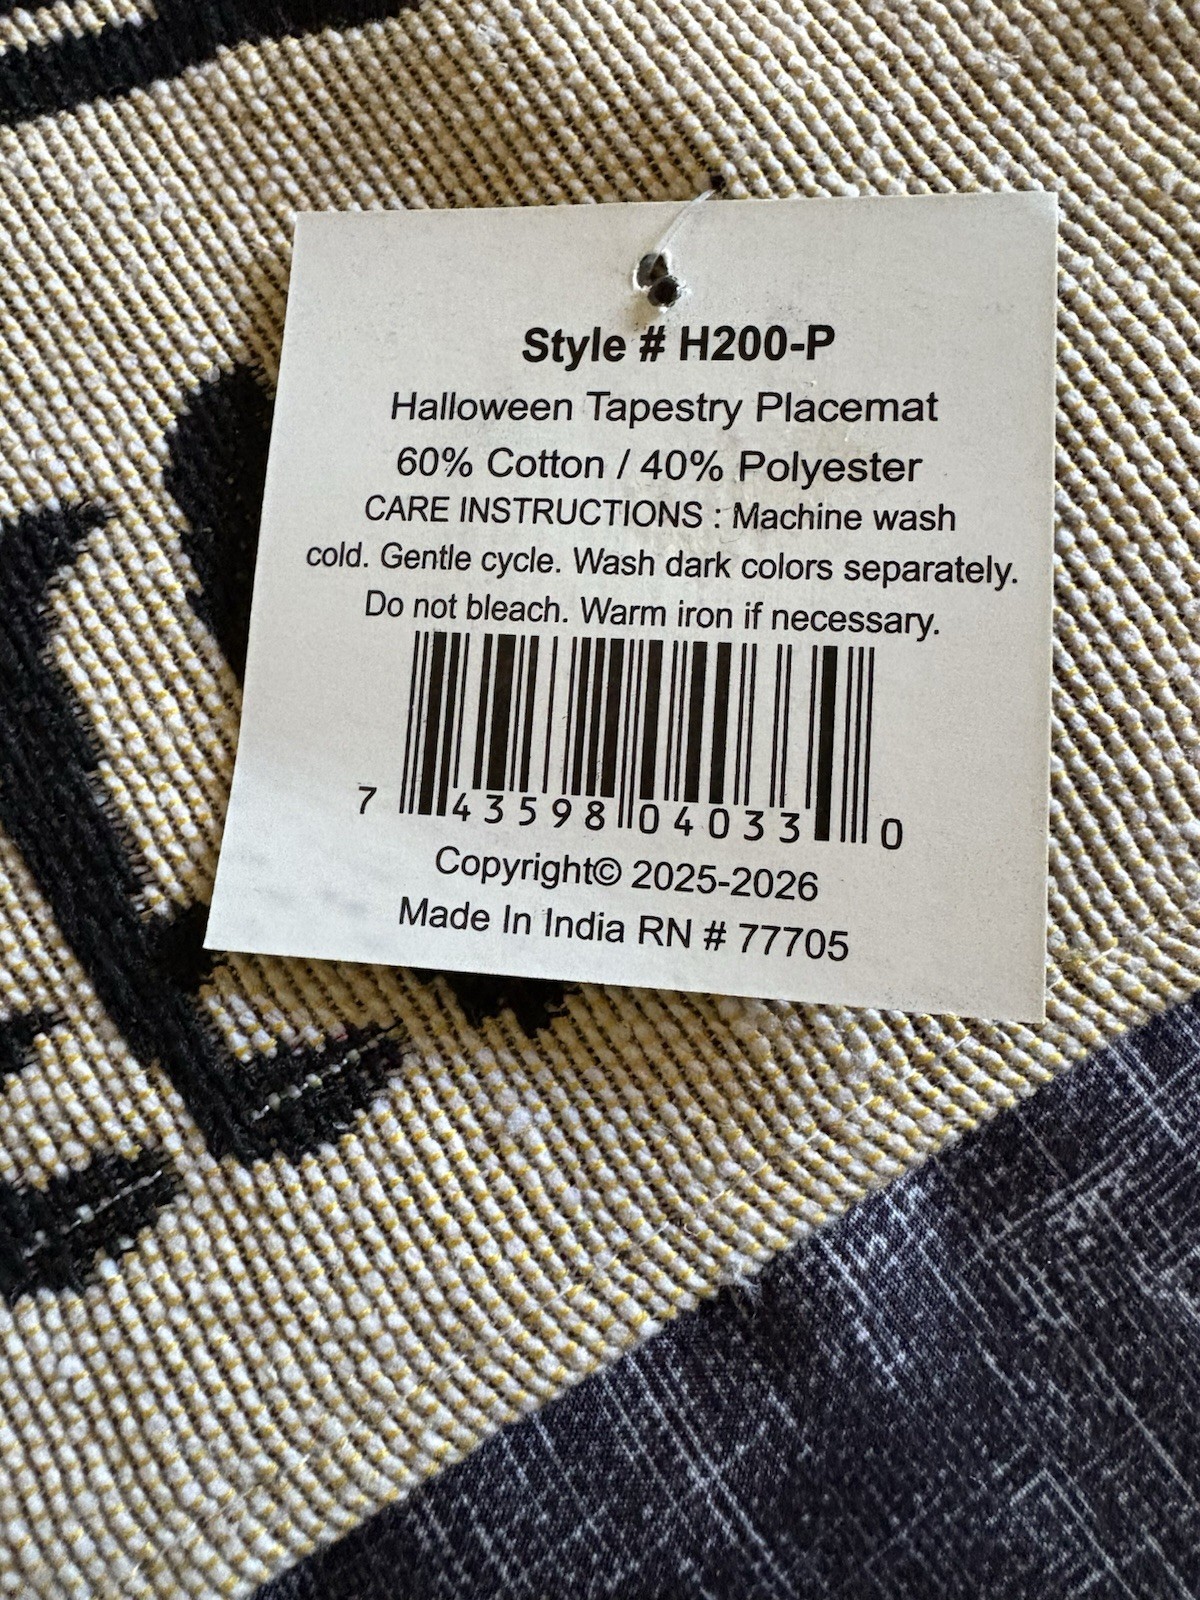 Style # H200-P
Halloween Tapestry Placemat
60% Cotton / 40% Polyester
CARE INSTRUCTIONS : Machine wash
cold. Gentle cycle. Wash dark colors separately.
Do not bleach. Warm iron if necessary.
7 43598 04033 0
Copyright© 2025-2026
Made In India RN # 77705